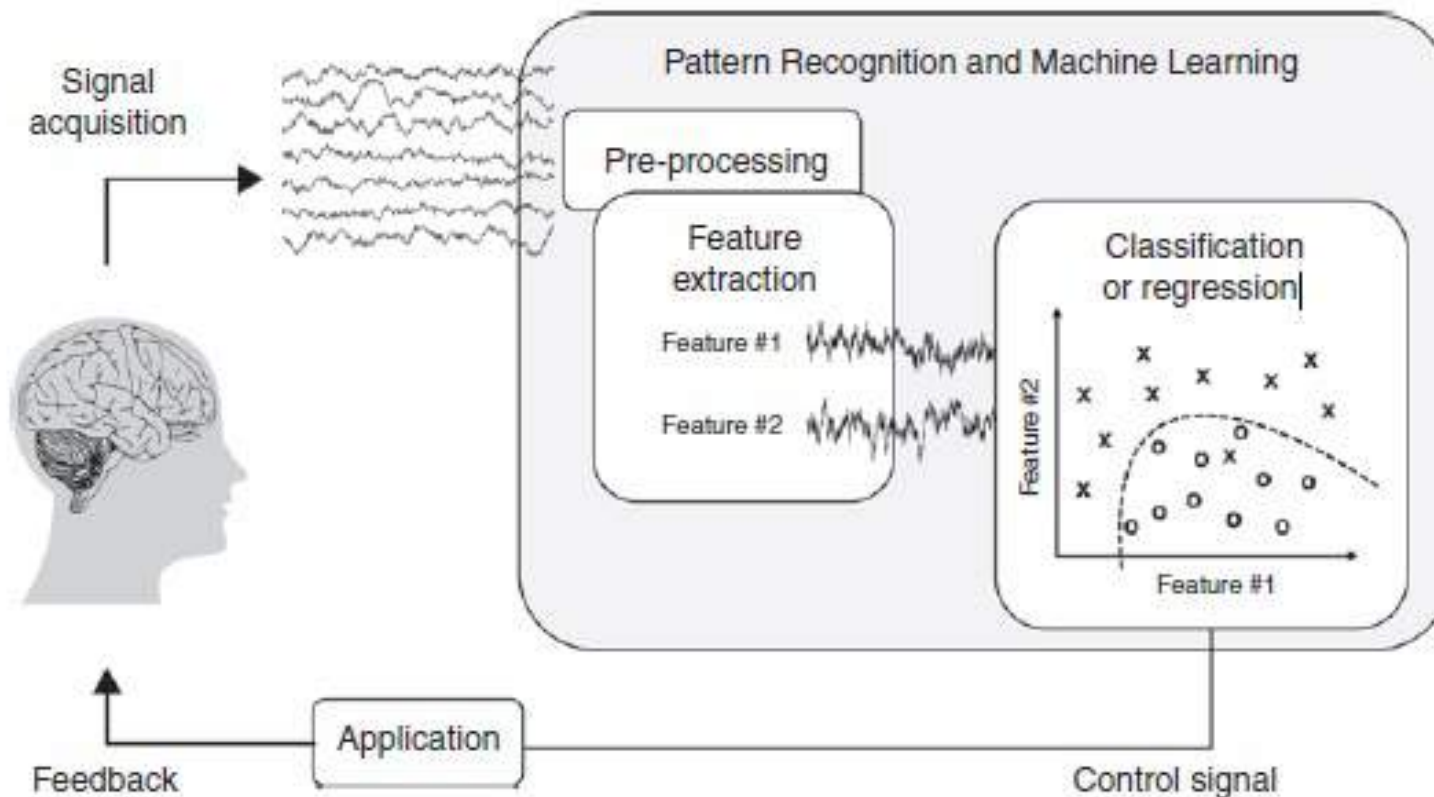 Signal
acquisition
Pattern Recognition and Machine Learning
Pre-processing
Feature
extraction
Feature #1
Feature #2
Classification
or regression
Feature #2
x x x x x x x x x x x
o o o o o o o o o o o
Feature #1
Application
Feedback
Control signal